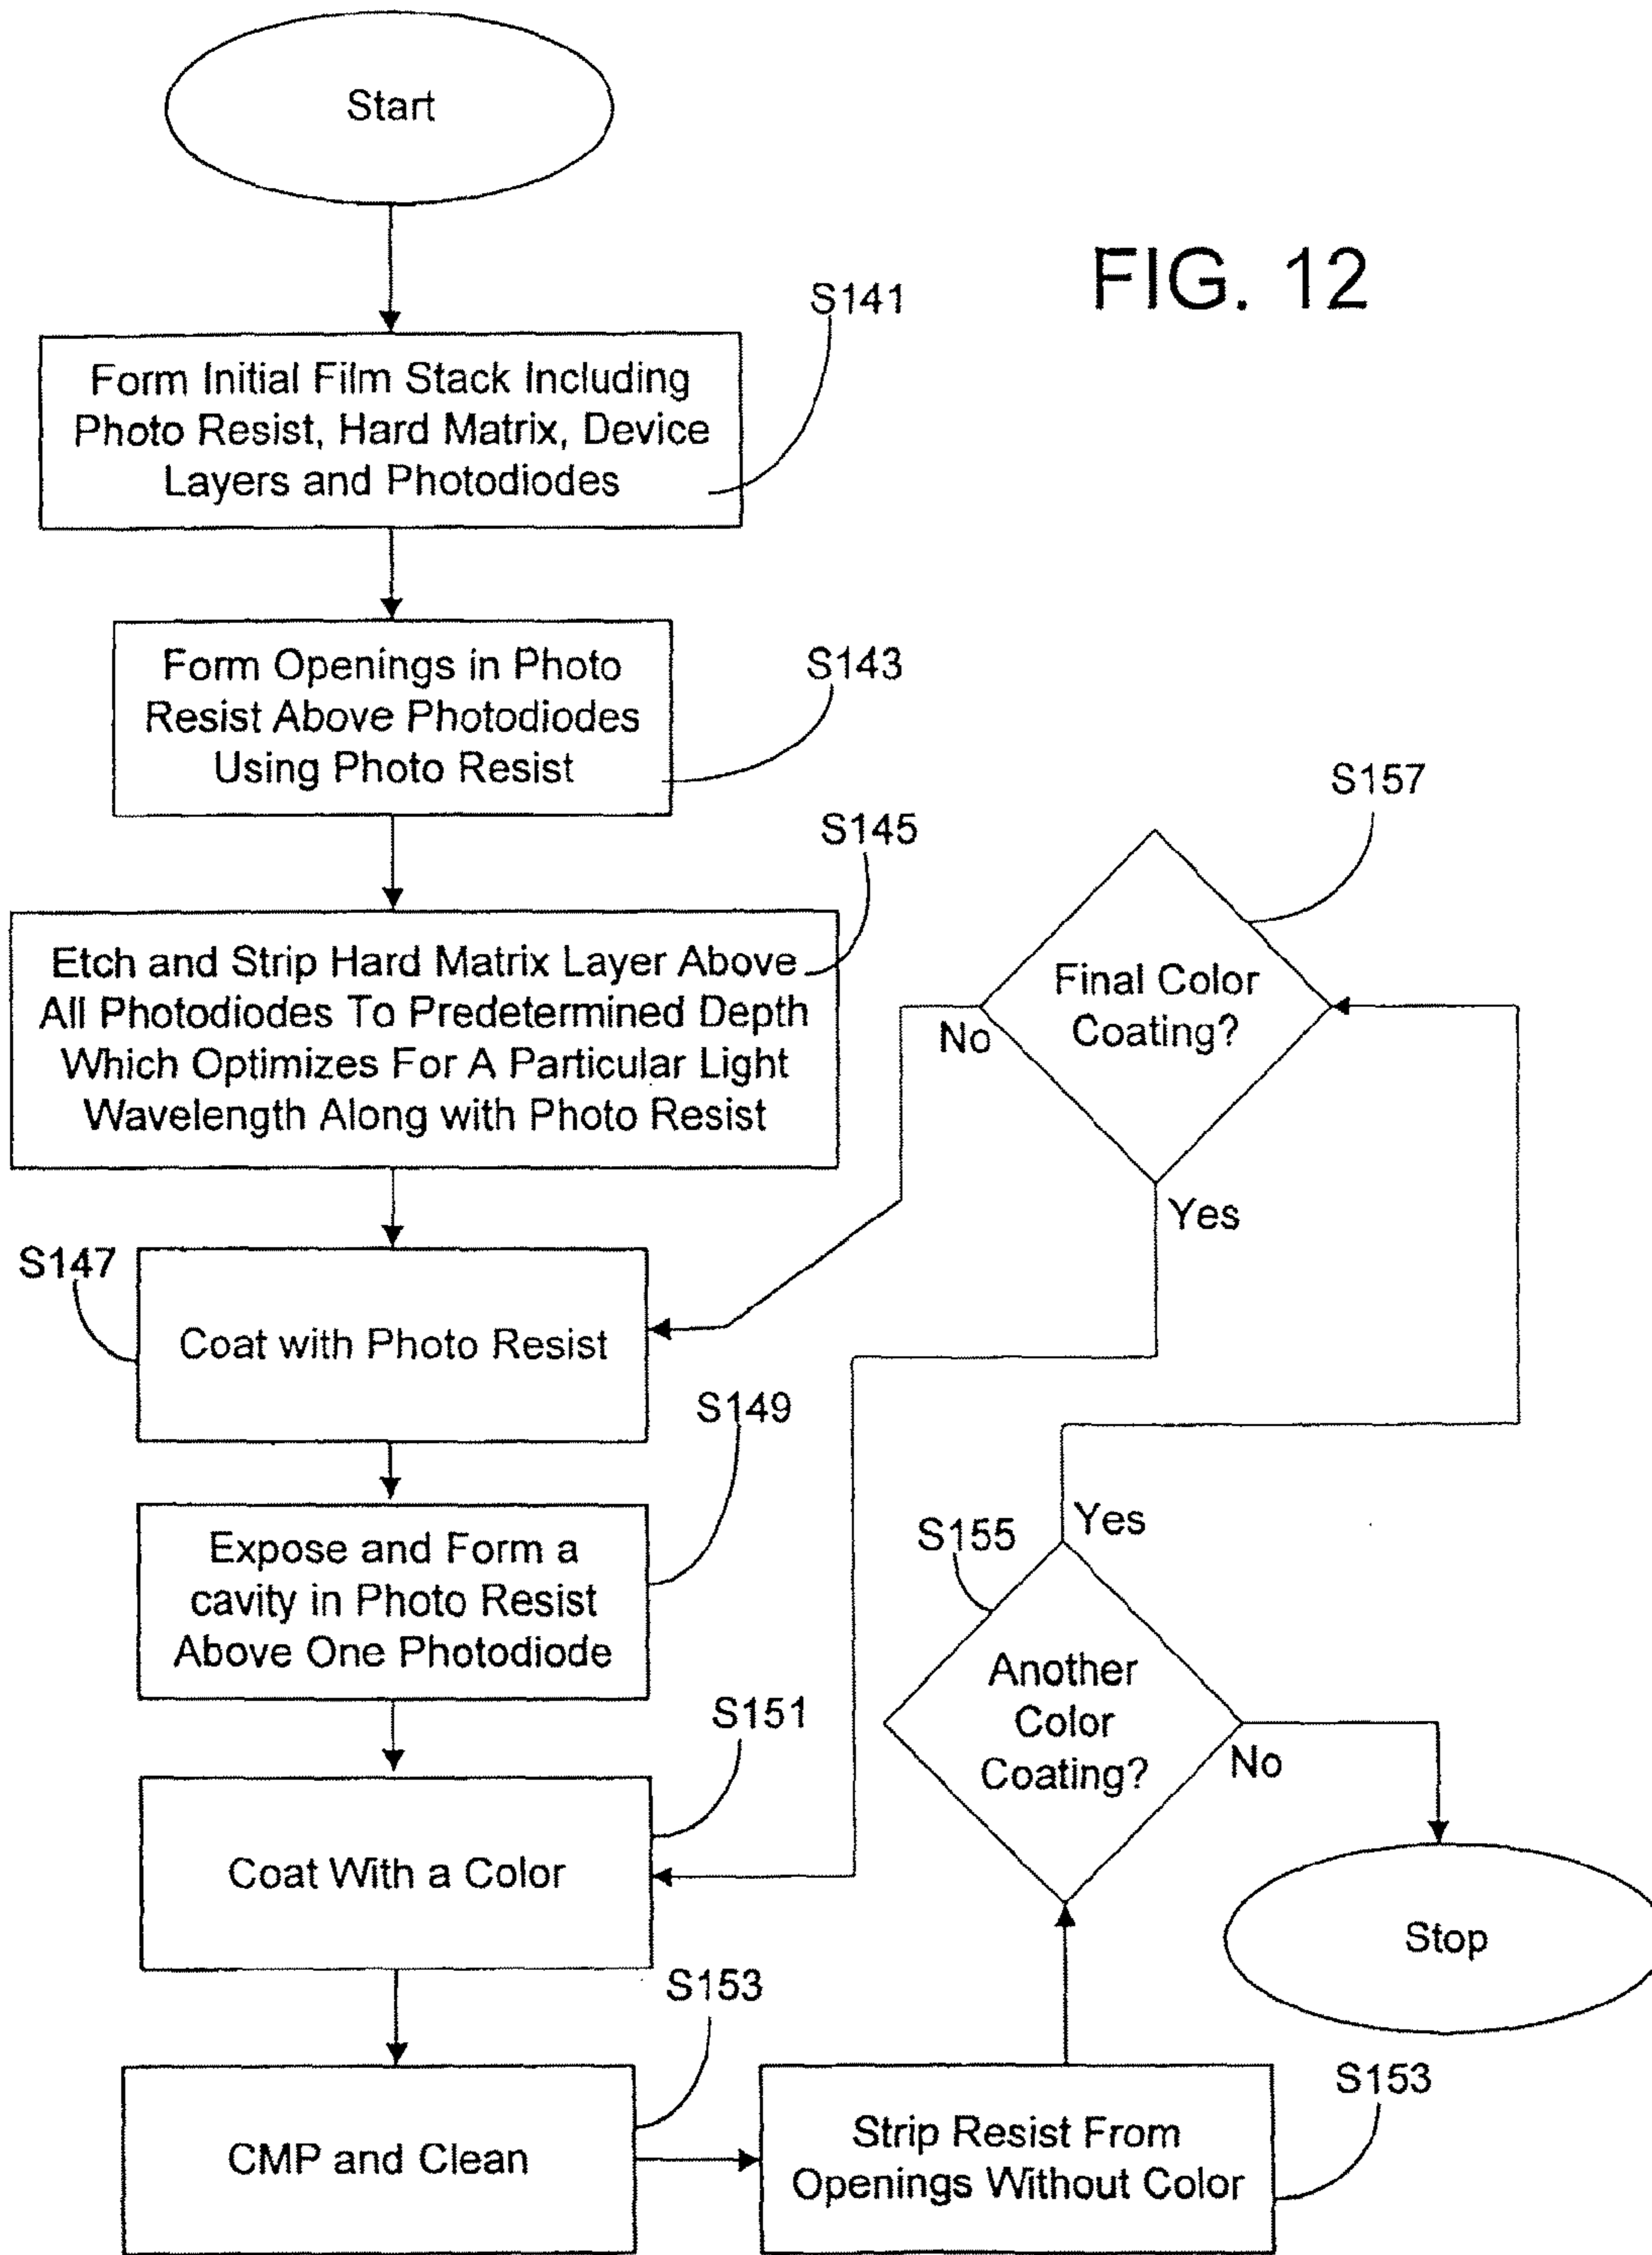 Start
FIG. 12
S141
Form Initial Film Stack Including
Photo Resist, Hard Matrix, Device
Layers and Photodiodes
S143
Form Openings in Photo
Resist Above Photodiodes
Using Photo Resist
S145
Etch and Strip Hard Matrix Layer Above
All Photodiodes To Predetermined Depth
Which Optimizes For A Particular Light
Wavelength Along with Photo Resist
S157
Final Color
Coating?
No
Yes
S147
Coat with Photo Resist
S149
Expose and Form a
cavity in Photo Resist
Above One Photodiode
S151
Coat With a Color
S155
Yes
Another
Color
Coating?
No
Stop
S153
CMP and Clean
S153
Strip Resist From
Openings Without Color